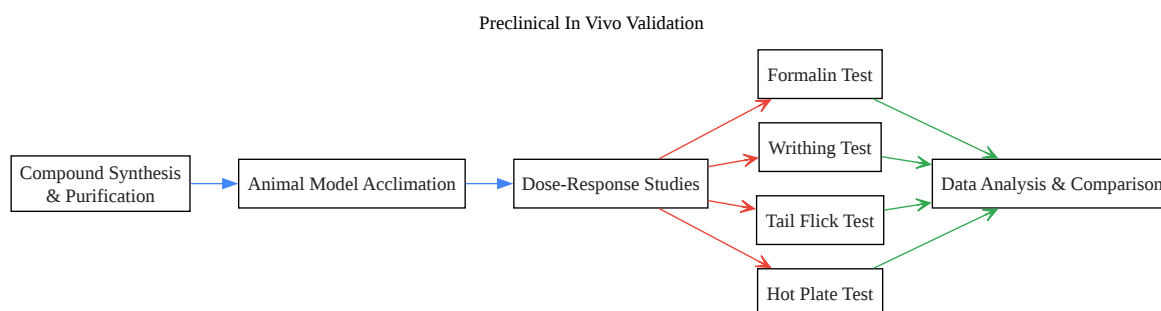 Preclinical In Vivo Validation
Compound Synthesis
& Purification
Animal Model Acclimation
Dose-Response Studies
Formalin Test
Writhing Test
Tail Flick Test
Hot Plate Test
Data Analysis & Comparison